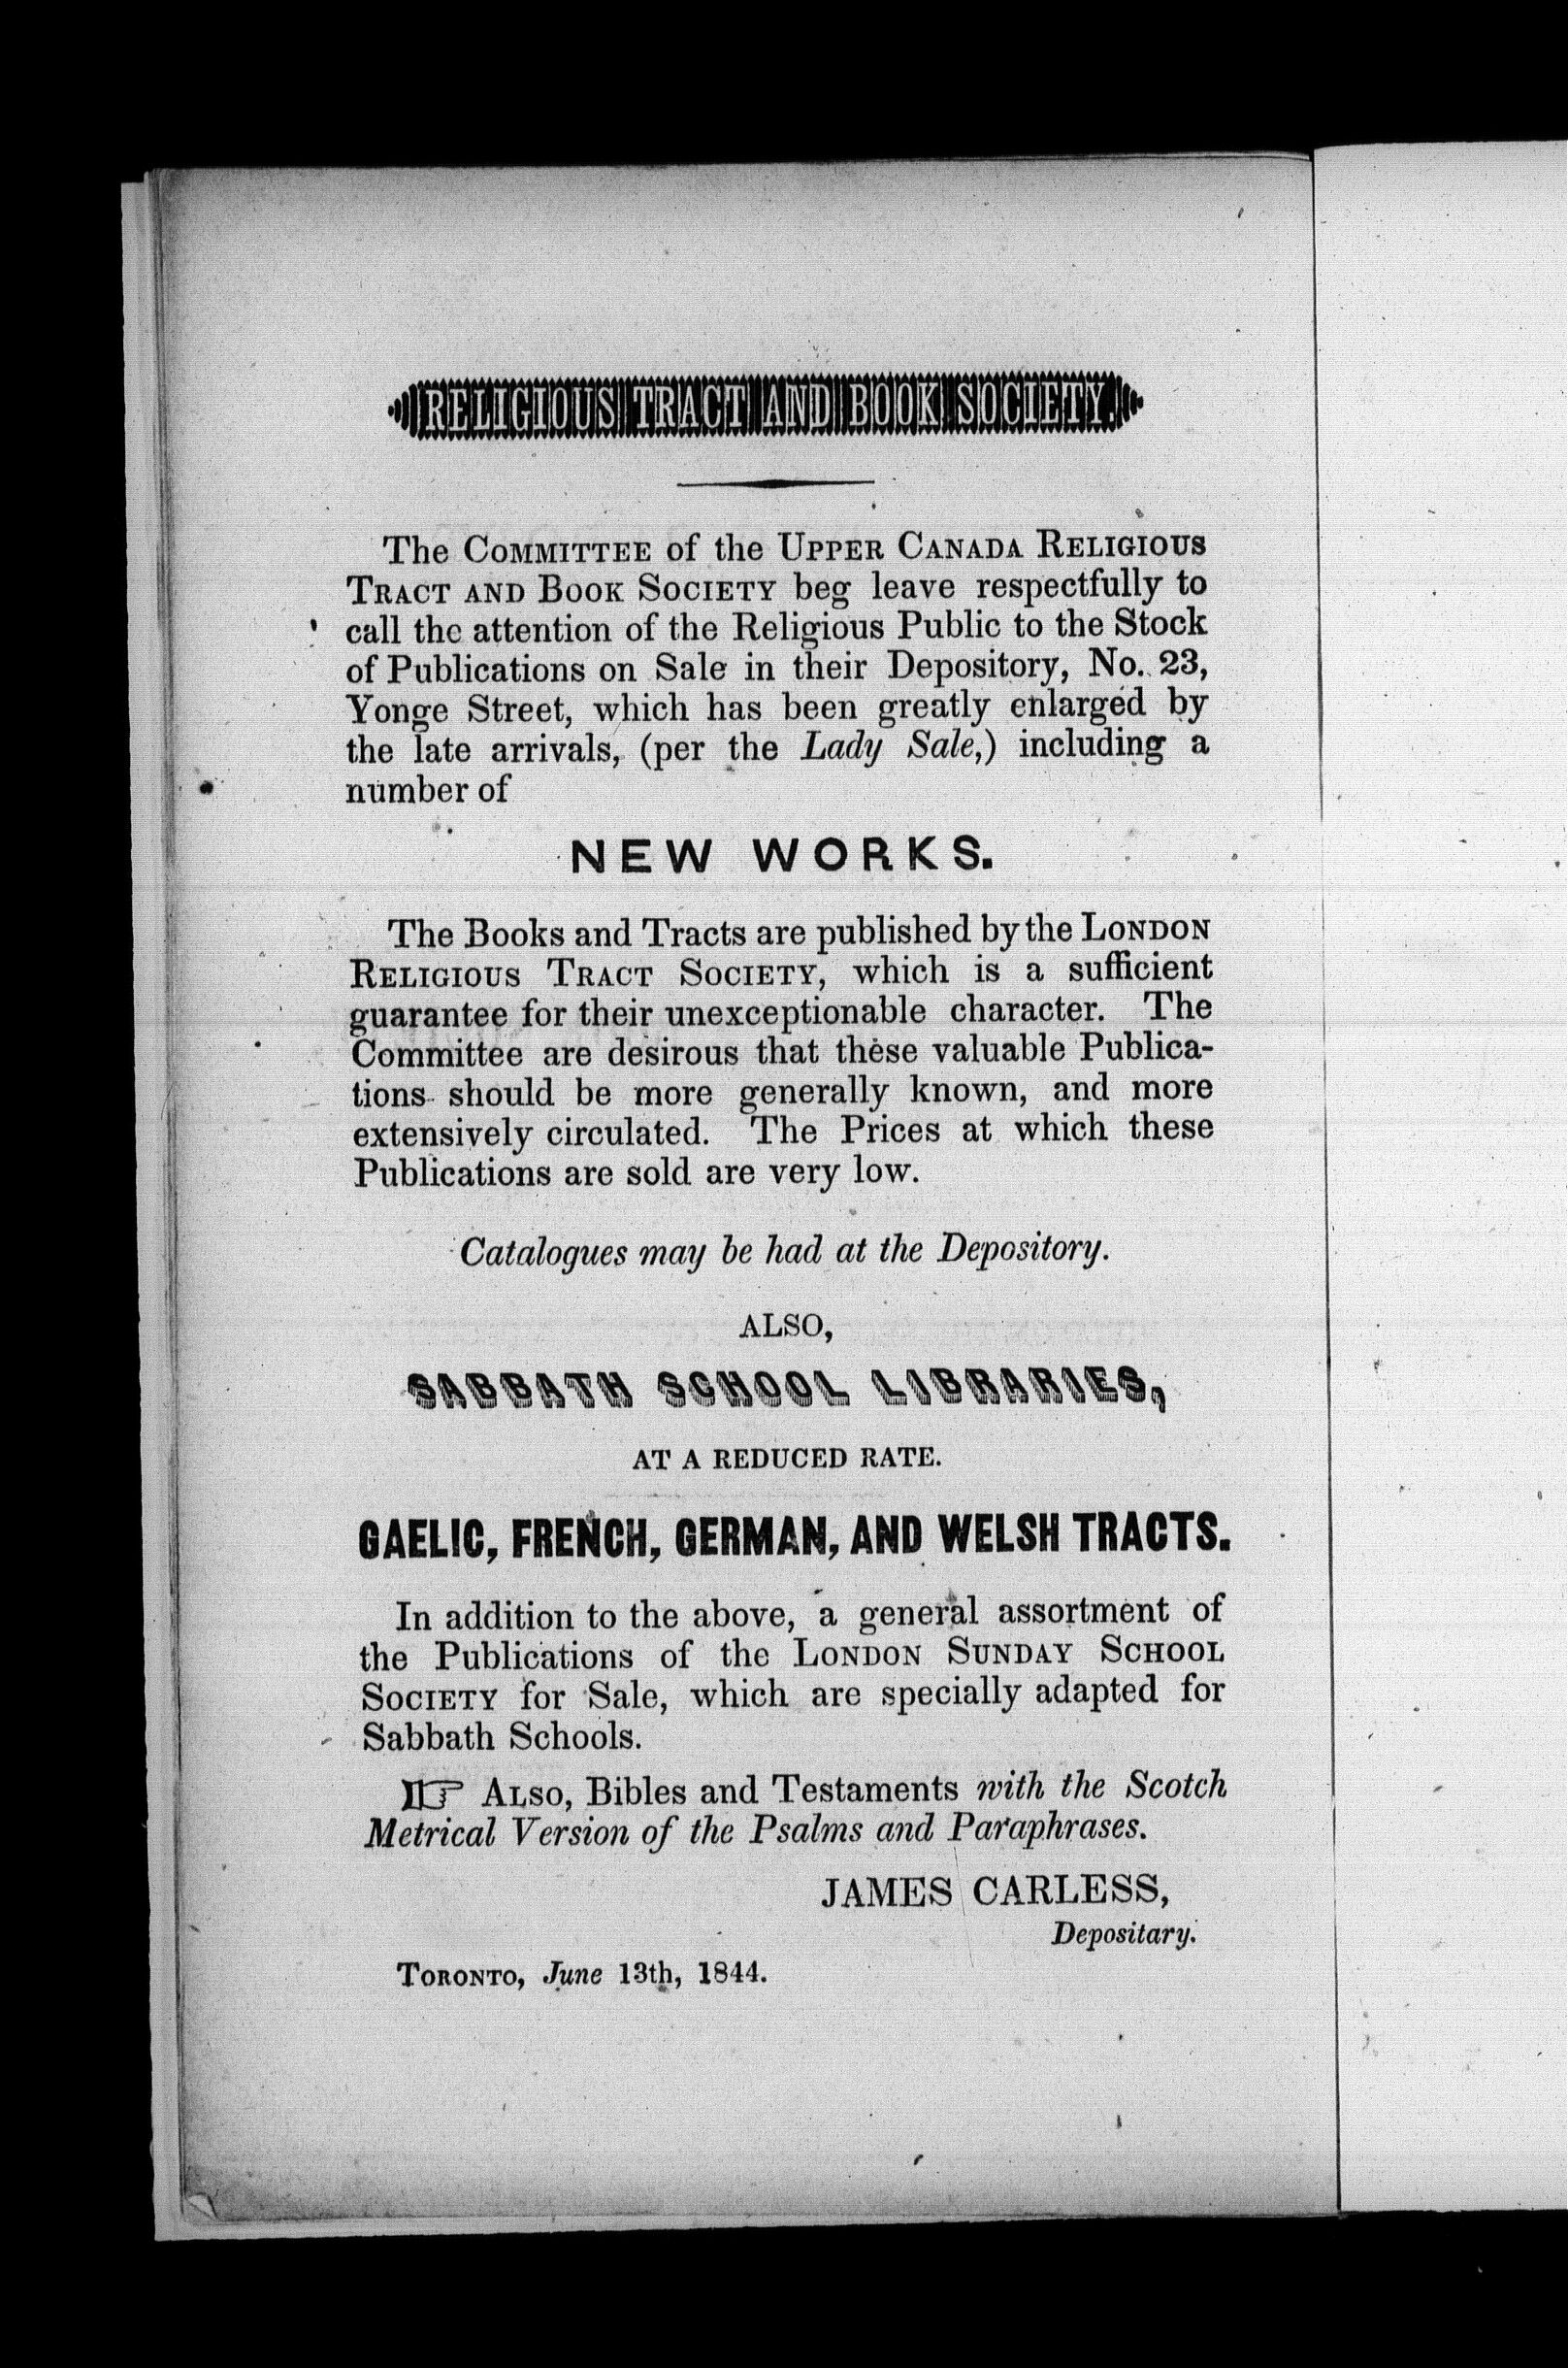 RELIGIOUS TRACT AND BOOK SOCIETY.
The COMMITTEE of the UPPER CANADA RELIGIOUS
TRACT AND BOOK SOCIETY beg leave respectfully to
call the attention of the Religious Public to the Stock
of Publications on Sale in their Depository, No. 23,
Yonge Street, which has been greatly enlarged by
the late arrivals, (per the Lady Sale,) including a
number of
NEW WORKS.
The Books and Tracts are published by the LONDON
RELIGIOUS TRACT SOCIETY, which is a sufficient
guarantee for their unexceptionable character. The
Committee are desirous that these valuable Publica-
tions should be more generally known, and more
extensively circulated. The Prices at which these
Publications are sold are very low.
Catalogues may be had at the Depository.
ALSO,
SABBATH SCHOOL LIBRARIES,
AT A REDUCED RATE.
GAELIC, FRENCH, GERMAN, AND WELSH TRACTS.
In addition to the above, a general assortment of
the Publications of the LONDON SUNDAY SCHOOL
SOCIETY for Sale, which are specially adapted for
Sabbath Schools.
☞ ALSO, Bibles and Testaments with the Scotch
Metrical Version of the Psalms and Paraphrases.
JAMES CARLESS,
Depositary.
TORONTO, June 13th, 1844.